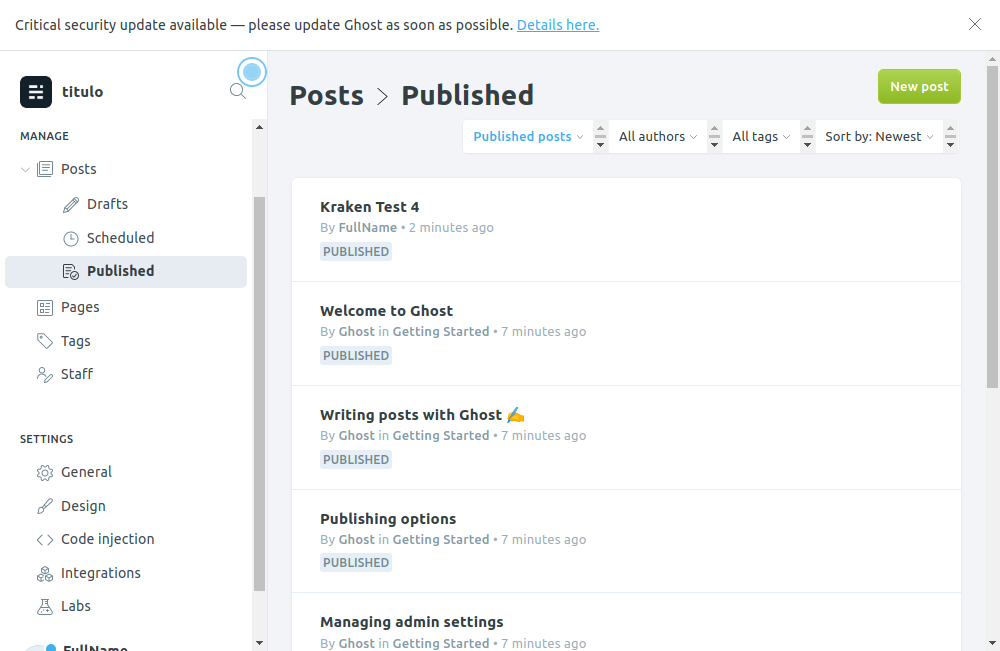 Critical security update available — please update Ghost as soon as possible. Details here.
titulo
MANAGE
Posts
Drafts
Scheduled
Published
Pages
Tags
Staff
SETTINGS
General
Design
Code injection
Integrations
Labs
FullName
Posts > Published
New post
Published posts
All authors
All tags
Sort by: Newest
Kraken Test 4
By FullName • 2 minutes ago
PUBLISHED
Welcome to Ghost
By Ghost in Getting Started • 7 minutes ago
PUBLISHED
Writing posts with Ghost ✍️
By Ghost in Getting Started • 7 minutes ago
PUBLISHED
Publishing options
By Ghost in Getting Started • 7 minutes ago
PUBLISHED
Managing admin settings
By Ghost in Getting Started • 7 minutes ago